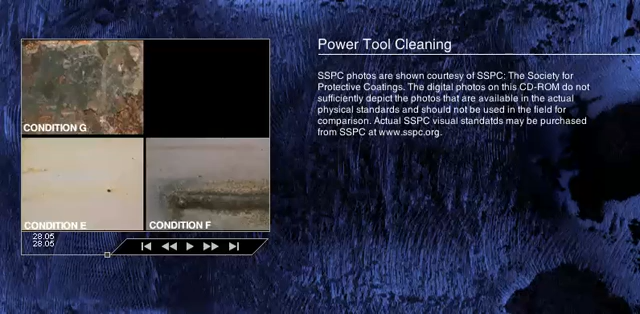 Power Tool Cleaning
SSPC photos are shown courtesy of SSPC: The Society for
Protective Coatings. The digital photos on this CD-ROM do not
sufficiently depict the photos that are available in the actual
physical standards and should not be used in the field for
comparison. Actual SSPC visual standatds may be purchased
from SSPC at www.sspc.org.
CONDITION G
CONDITION E
CONDITION F
28.05
28.05